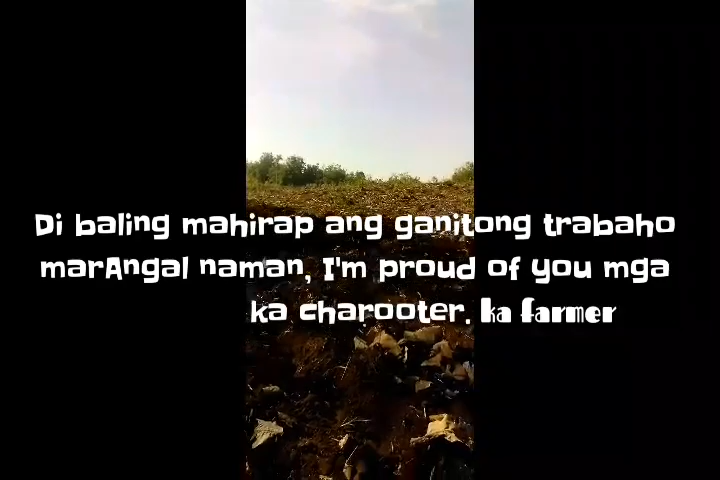 Di baling mahirap ang ganitong trabaho
marAngal naman, I'm proud of you mga
ka charooter. ka farmer